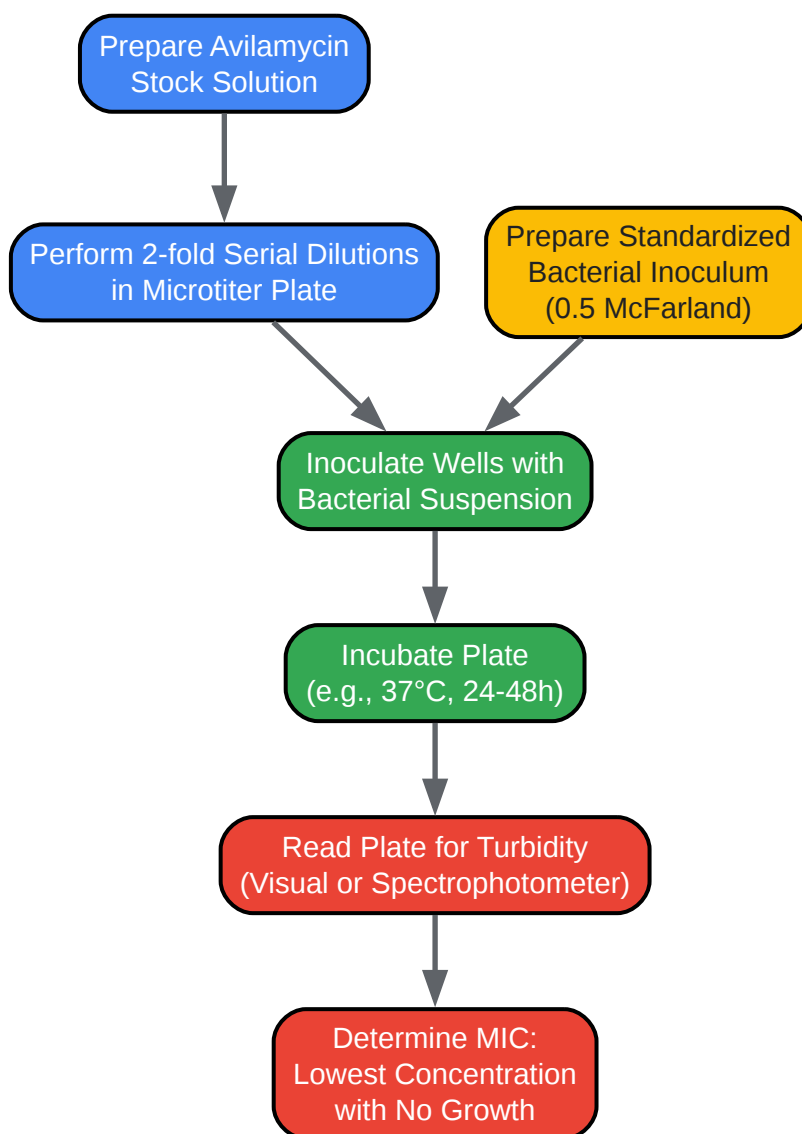 Prepare Avilamycin
Stock Solution
Perform 2-fold Serial Dilutions
in Microtiter Plate
Prepare Standardized
Bacterial Inoculum
(0.5 McFarland)
Inoculate Wells with
Bacterial Suspension
Incubate Plate
(e.g., 37°C, 24-48h)
Read Plate for Turbidity
(Visual or Spectrophotometer)
Determine MIC:
Lowest Concentration
with No Growth